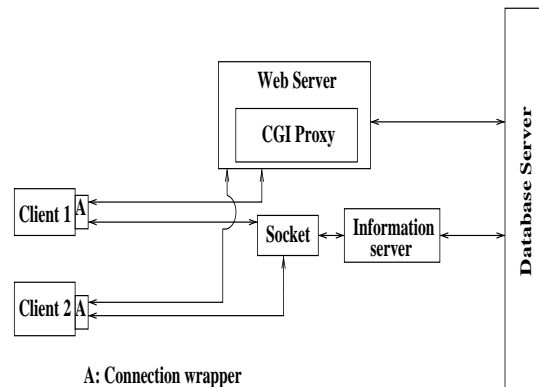 Web Server
CGI Proxy
Client 1
A
Socket
Information
server
Database Server
Client 2
A
A: Connection wrapper